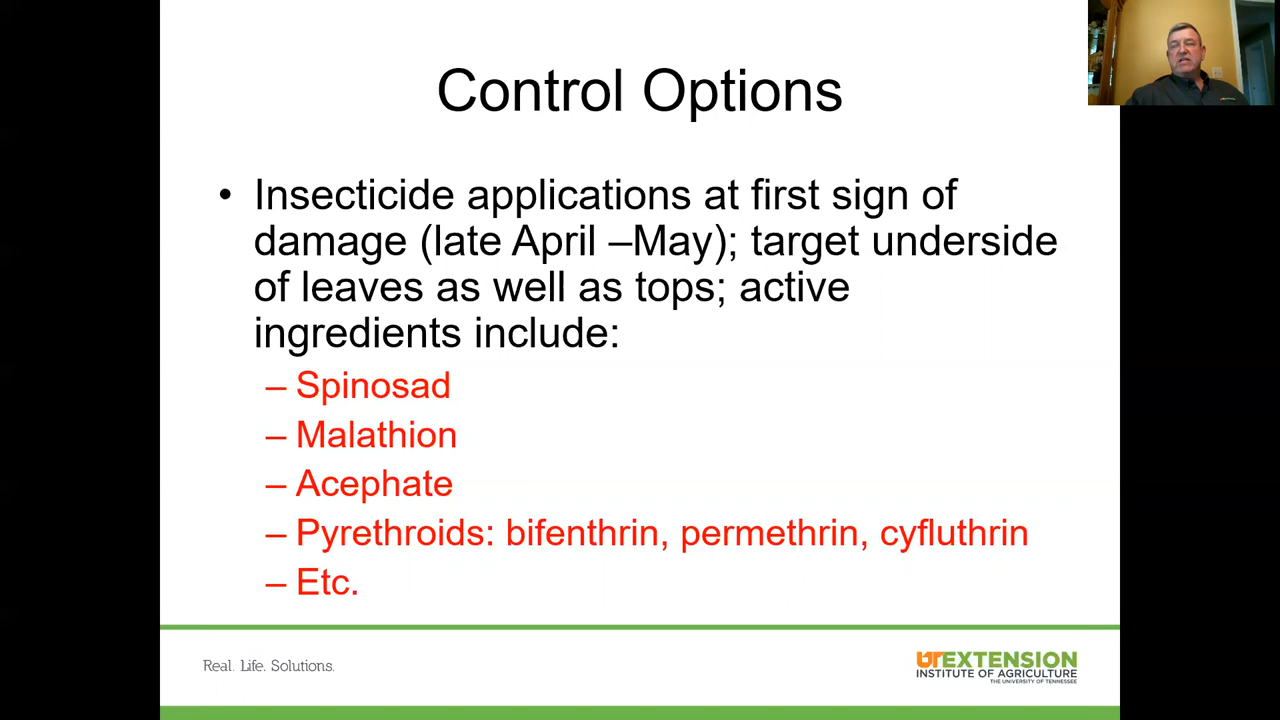 Control Options
• Insecticide applications at first sign of
damage (late April –May); target underside
of leaves as well as tops; active
ingredients include:
– Spinosad
– Malathion
– Acephate
– Pyrethroids: bifenthrin, permethrin, cyfluthrin
– Etc.
Real. Life. Solutions.
UTEXTENSION
INSTITUTE OF AGRICULTURE
THE UNIVERSITY OF TENNESSEE